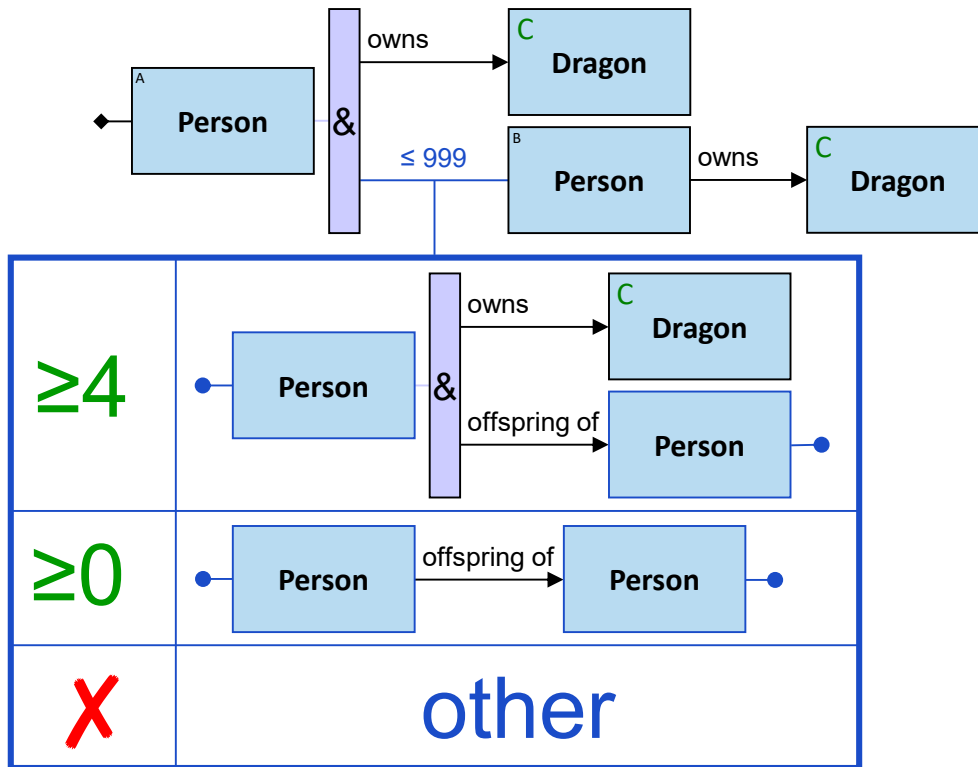 owns
C
Dragon
A
Person
&
≤ 999
B
Person
owns
C
Dragon
≥4
Person
&
owns
C
Dragon
offspring of
Person
≥0
Person
offspring of
Person
✗
other